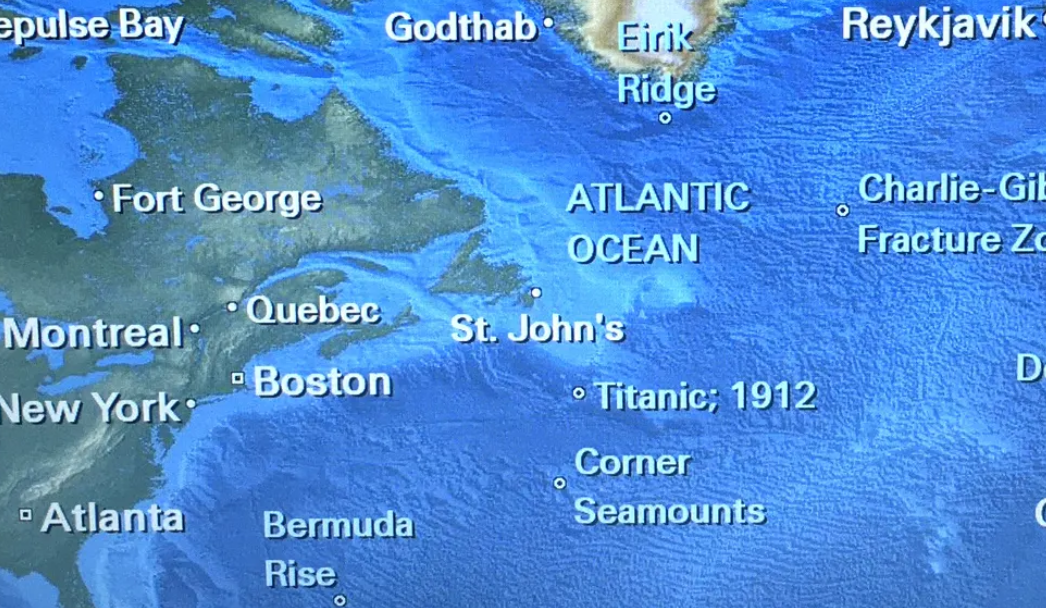 epulse Bay
Godthab
Eirik
Ridge
Reykjavik
Fort George
ATLANTIC
OCEAN
Charlie-Gib
Fracture Zo
Quebec
Montreal
St. John's
Boston
New York
Titanic; 1912
Corner
Seamounts
Atlanta
Bermuda
Rise